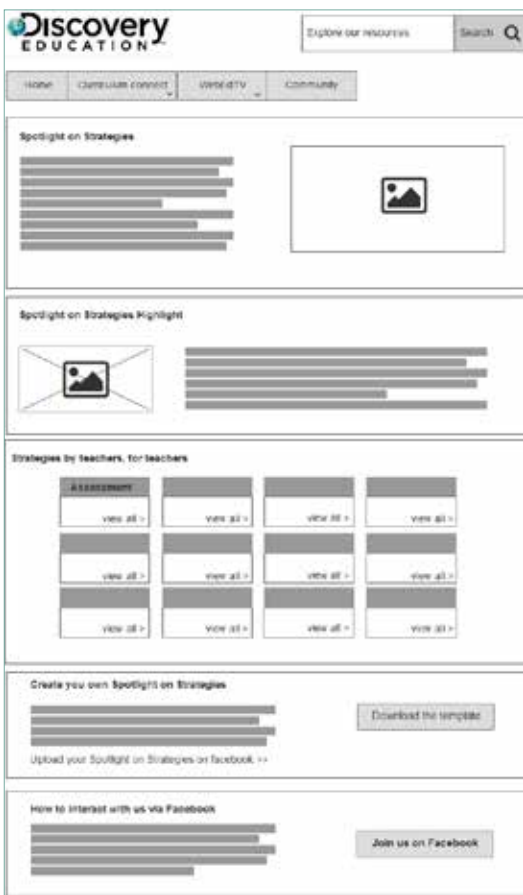 Discovery
EDUCATION
Explore our resources
Search
Home
Curriculum connect
WebEdTV
Community
Spotlight on Strategies
Spotlight on Strategies Highlight
Strategies by teachers, for teachers
Assessment
view all >
view all >
view all >
view all >
view all >
view all >
view all >
view all >
view all >
view all >
view all >
view all >
Create you own Spotlight on Strategies
Download the template
Upload your Spotlight on Strategies on facebook >>
How to interact with us via Facebook
Join us on Facebook